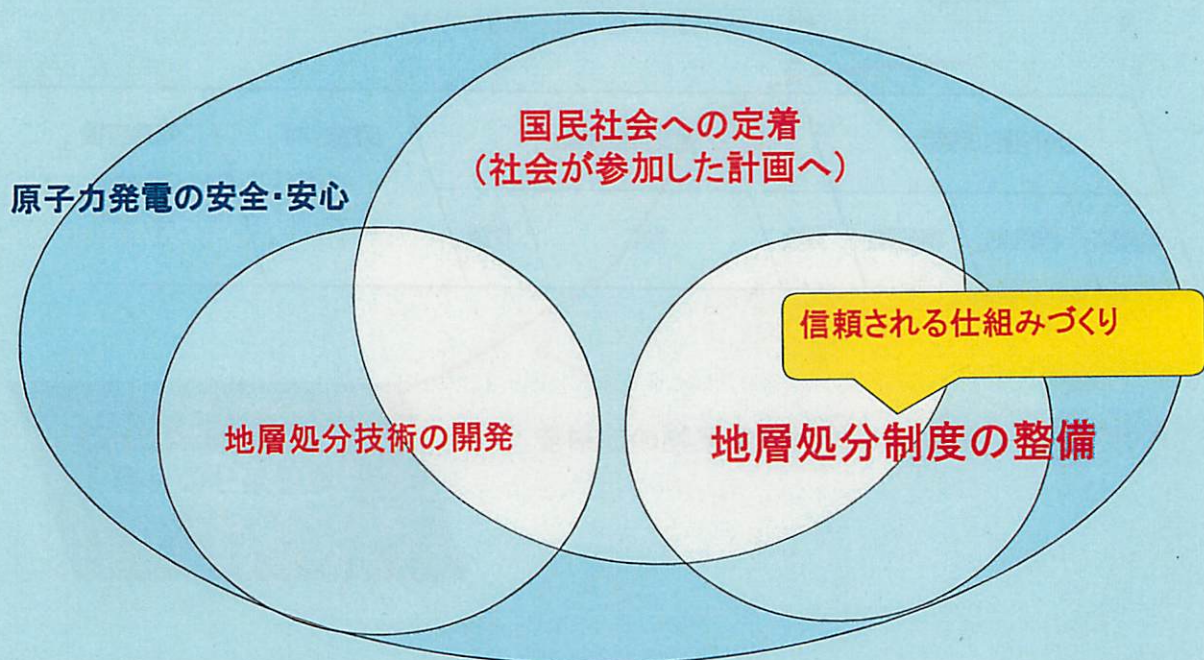 国民社会への定着
（社会が参加した計画へ）
原子力発電の安全・安心
信頼される仕組みづくり
地層処分技術の開発
地層処分制度の整備